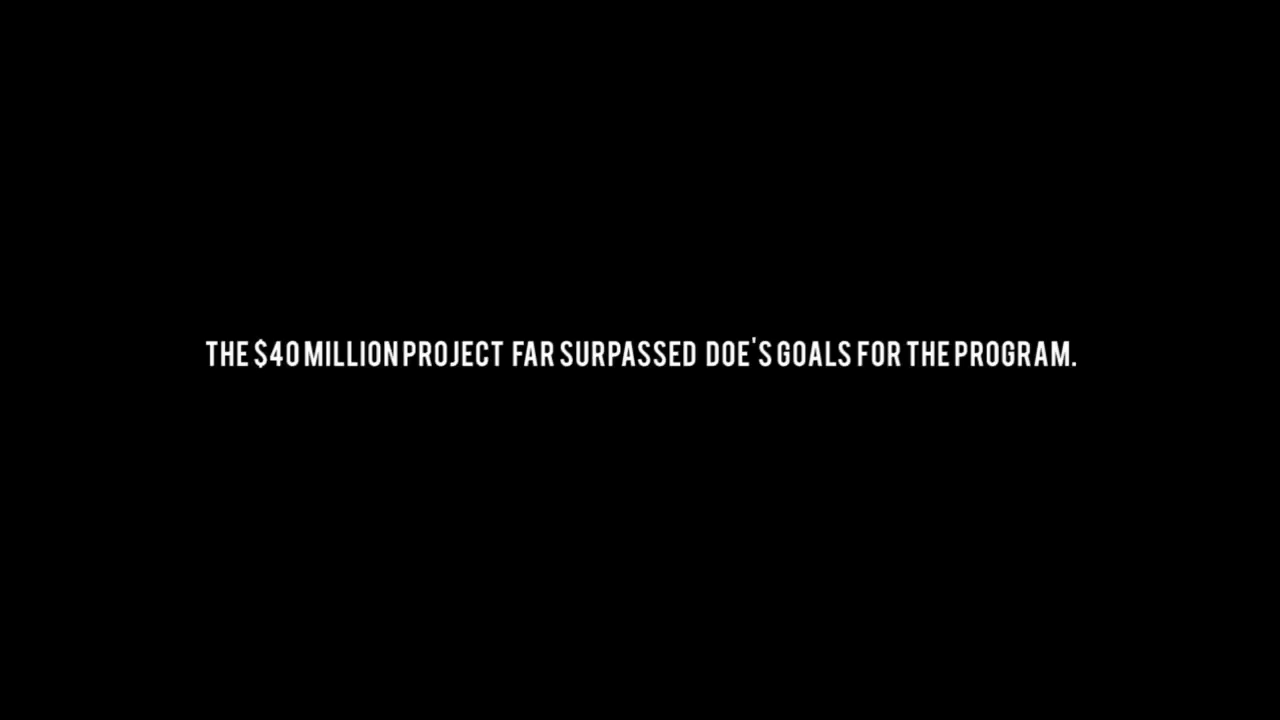 THE $40 MILLION PROJECT FAR SURPASSED DOE'S GOALS FOR THE PROGRAM.